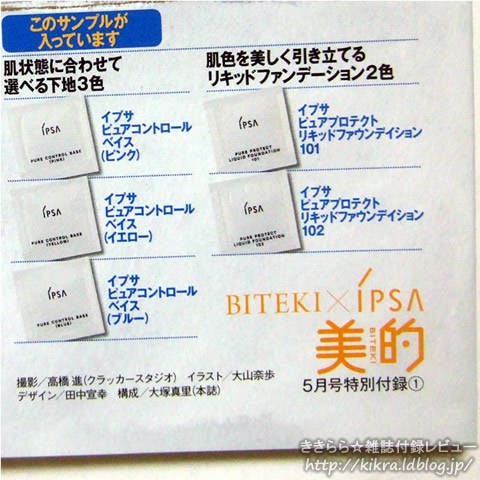 このサンプルが
入っています
肌状態に合わせて
選べる下地3色
iPSA
PURE CONTROL BASE
(PINK)
イプサ
ピュアコントロール
ベイス
(ピンク)
iPSA
PURE CONTROL BASE
(YELLOW)
イプサ
ピュアコントロール
ベイス
(イエロー)
iPSA
PURE CONTROL BASE
(BLUE)
イプサ
ピュアコントロール
ベイス
(ブルー)
肌色を美しく引き立てる
リキッドファンデーション2色
iPSA
PURE PROTECT
LIQUID FOUNDATION
101
イプサ
ピュアプロテクト
リキッドファウンデイション
101
iPSA
PURE PROTECT
LIQUID FOUNDATION
102
イプサ
ピュアプロテクト
リキッドファウンデイション
102
BITEKI×iPSA
美的
BITEKI
5月号特別付録①
撮影/高橋 進(クラッカースタジオ) イラスト/大山奈歩
デザイン/田中宣幸 構成/大塚真里(本誌)
ききらら☆雑誌付録レビュー
http://kikra.ldblog.jp/